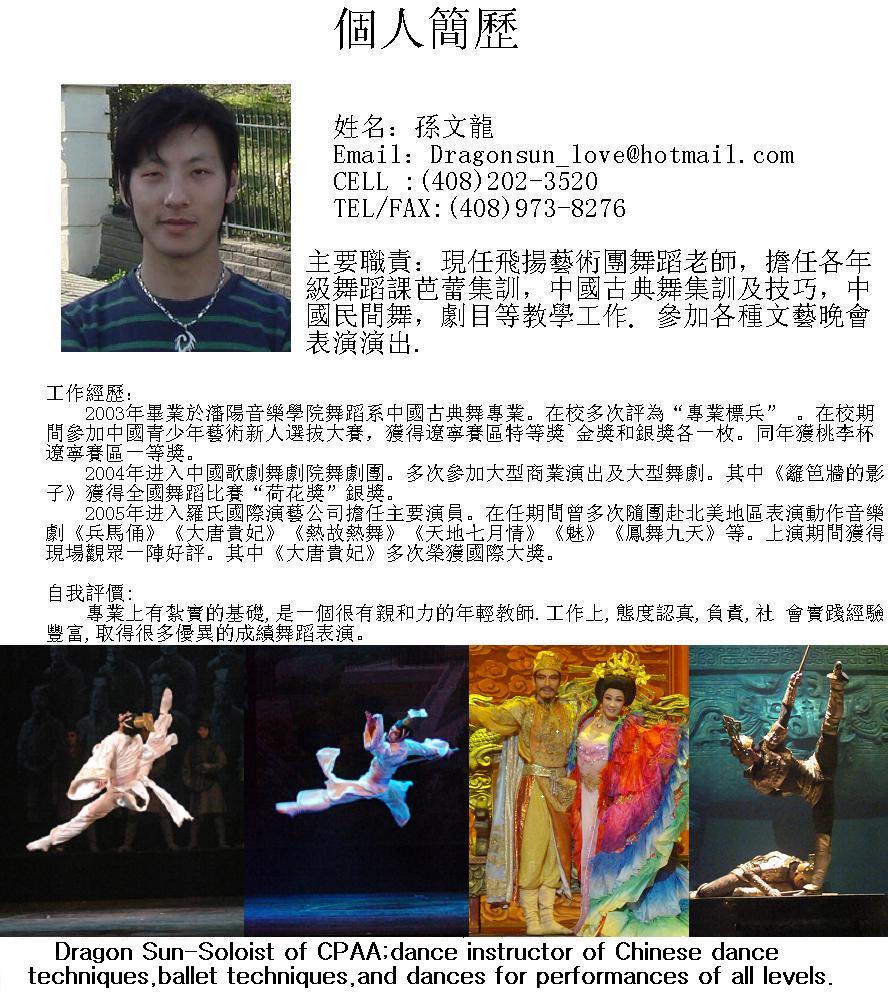 個人簡歷
姓名：孫文龍
Email：Dragonsun_love@hotmail.com
CELL :(408)202-3520
TEL/FAX:(408)973-8276
主要職責：現任飛揚藝術團舞蹈老師，擔任各年
級舞蹈課芭蕾集訓，中國古典舞集訓及技巧，中
國民間舞，劇目等教學工作．參加各種文藝晚會
表演演出.
工作經歷：
2003年畢業於瀋陽音樂學院舞蹈系中國古典舞專業。在校多次評為“專業標兵” 。在校期
間參加中國青少年藝術新人選拔大賽，獲得遼寧賽區特等獎`金獎和銀獎各一枚。同年獲桃李杯
遼寧賽區一等獎。
2004年进入中國歌劇舞劇院舞劇團。多次參加大型商業演出及大型舞劇。其中《籬笆牆的影
子》獲得全國舞蹈比賽“荷花獎”銀獎。
2005年进入羅氏國際演藝公司擔任主要演員。在任期間曾多次隨團赴北美地區表演動作音樂
劇《兵馬俑》《大唐貴妃》《熱故熱舞》《天地七月情》《魅》《鳳舞九天》等。上演期間獲得
現場觀眾一陣好評。其中《大唐貴妃》多次榮獲國際大獎。
自我評價:
專業上有紮實的基礎,是一個很有親和力的年輕教師.工作上,態度認真,負責,社 會實踐經驗
豐富,取得很多優異的成績舞蹈表演。
Dragon Sun-Soloist of CPAA;dance instructor of Chinese dance
techniques,ballet techniques,and dances for performances of all levels.